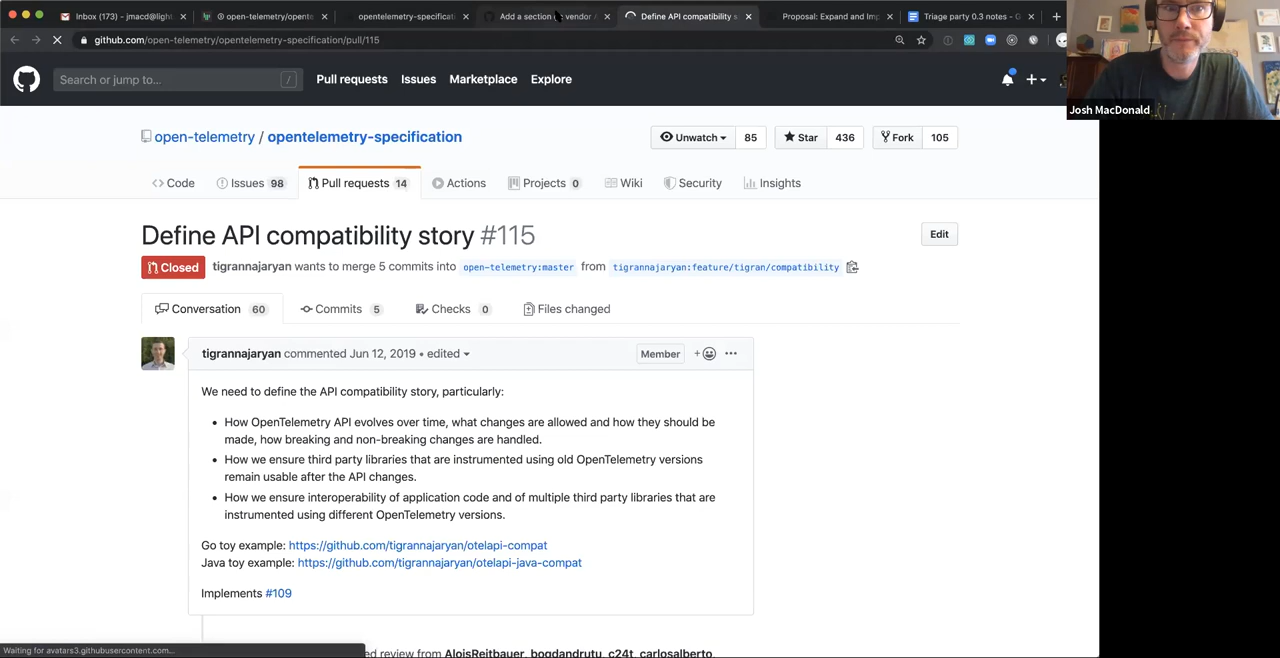 Inbox (173) - jmacd@ligh
open-telemetry/opente
opentelemetry-specificati
Add a section
vendor
Define API compatibility s
Proposal: Expand and Imp
Triage party 0.3 notes - G
github.com/open-telemetry/opentelemetry-specification/pull/115
Search or jump to...
/
Pull requests
Issues
Marketplace
Explore
Josh MacDonald
open-telemetry / opentelemetry-specification
Unwatch 85
Star 436
Fork 105
Code
Issues 98
Pull requests 14
Actions
Projects 0
Wiki
Security
Insights
Define API compatibility story #115
Edit
Closed
tigrannajaryan wants to merge 5 commits into open-telemetry:master from tigrannajaryan:feature/tigran/compatibility
Conversation 60
Commits 5
Checks 0
Files changed
tigrannajaryan commented Jun 12, 2019 • edited
Member
We need to define the API compatibility story, particularly:
• How OpenTelemetry API evolves over time, what changes are allowed and how they should be
made, how breaking and non-breaking changes are handled.
• How we ensure third party libraries that are instrumented using old OpenTelemetry versions
remain usable after the API changes.
• How we ensure interoperability of application code and of multiple third party libraries that are
instrumented using different OpenTelemetry versions.
Go toy example: https://github.com/tigrannajaryan/otelapi-compat
Java toy example: https://github.com/tigrannajaryan/otelapi-java-compat
Implements #109
Waiting for avatars3.githubusercontent.com...
ed review from AloisReitbauer, bogdandrutu, c24t, carlosalberto,